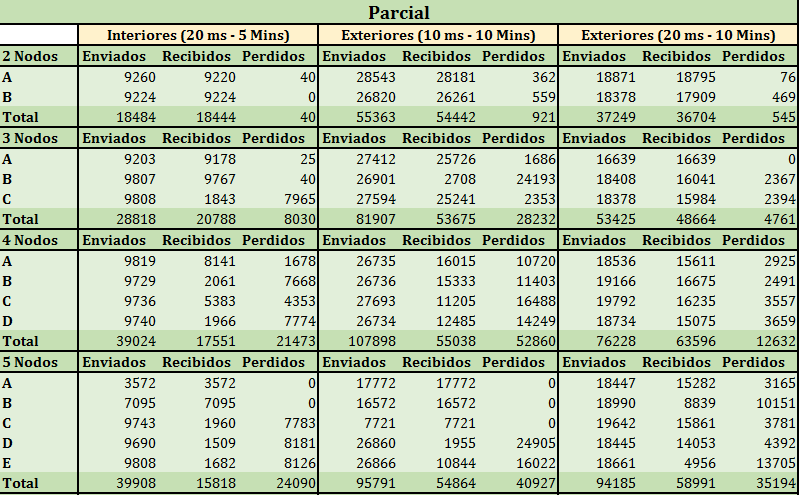 Parcial
Interiores (20 ms - 5 Mins) Exteriores (10 ms - 10 Mins) Exteriores (20 ms - 10 Mins)
2 Nodos Enviados Recibidos Perdidos Enviados Recibidos Perdidos Enviados Recibidos Perdidos
A 9260 9220 40 28543 28181 362 18871 18795 76
B 9224 9224 0 26820 26261 559 18378 17909 469
Total 18484 18444 40 55363 54442 921 37249 36704 545
3 Nodos Enviados Recibidos Perdidos Enviados Recibidos Perdidos Enviados Recibidos Perdidos
A 9203 9178 25 27412 25726 1686 16639 16639 0
B 9807 9767 40 26901 2708 24193 18408 16041 2367
C 9808 1843 7965 27594 25241 2353 18378 15984 2394
Total 28818 20788 8030 81907 53675 28232 53425 48664 4761
4 Nodos Enviados Recibidos Perdidos Enviados Recibidos Perdidos Enviados Recibidos Perdidos
A 9819 8141 1678 26735 16015 10720 18536 15611 2925
B 9729 2061 7668 26736 15333 11403 19166 16675 2491
C 9736 5383 4353 27693 11205 16488 19792 16235 3557
D 9740 1966 7774 26734 12485 14249 18734 15075 3659
Total 39024 17551 21473 107898 55038 52860 76228 63596 12632
5 Nodos Enviados Recibidos Perdidos Enviados Recibidos Perdidos Enviados Recibidos Perdidos
A 3572 3572 0 17772 17772 0 18447 15282 3165
B 7095 7095 0 16572 16572 0 18990 8839 10151
C 9743 1960 7783 7721 7721 0 19642 15861 3781
D 9690 1509 8181 26860 1955 24905 18445 14053 4392
E 9808 1682 8126 26866 10844 16022 18661 4956 13705
Total 39908 15818 24090 95791 54864 40927 94185 58991 35194